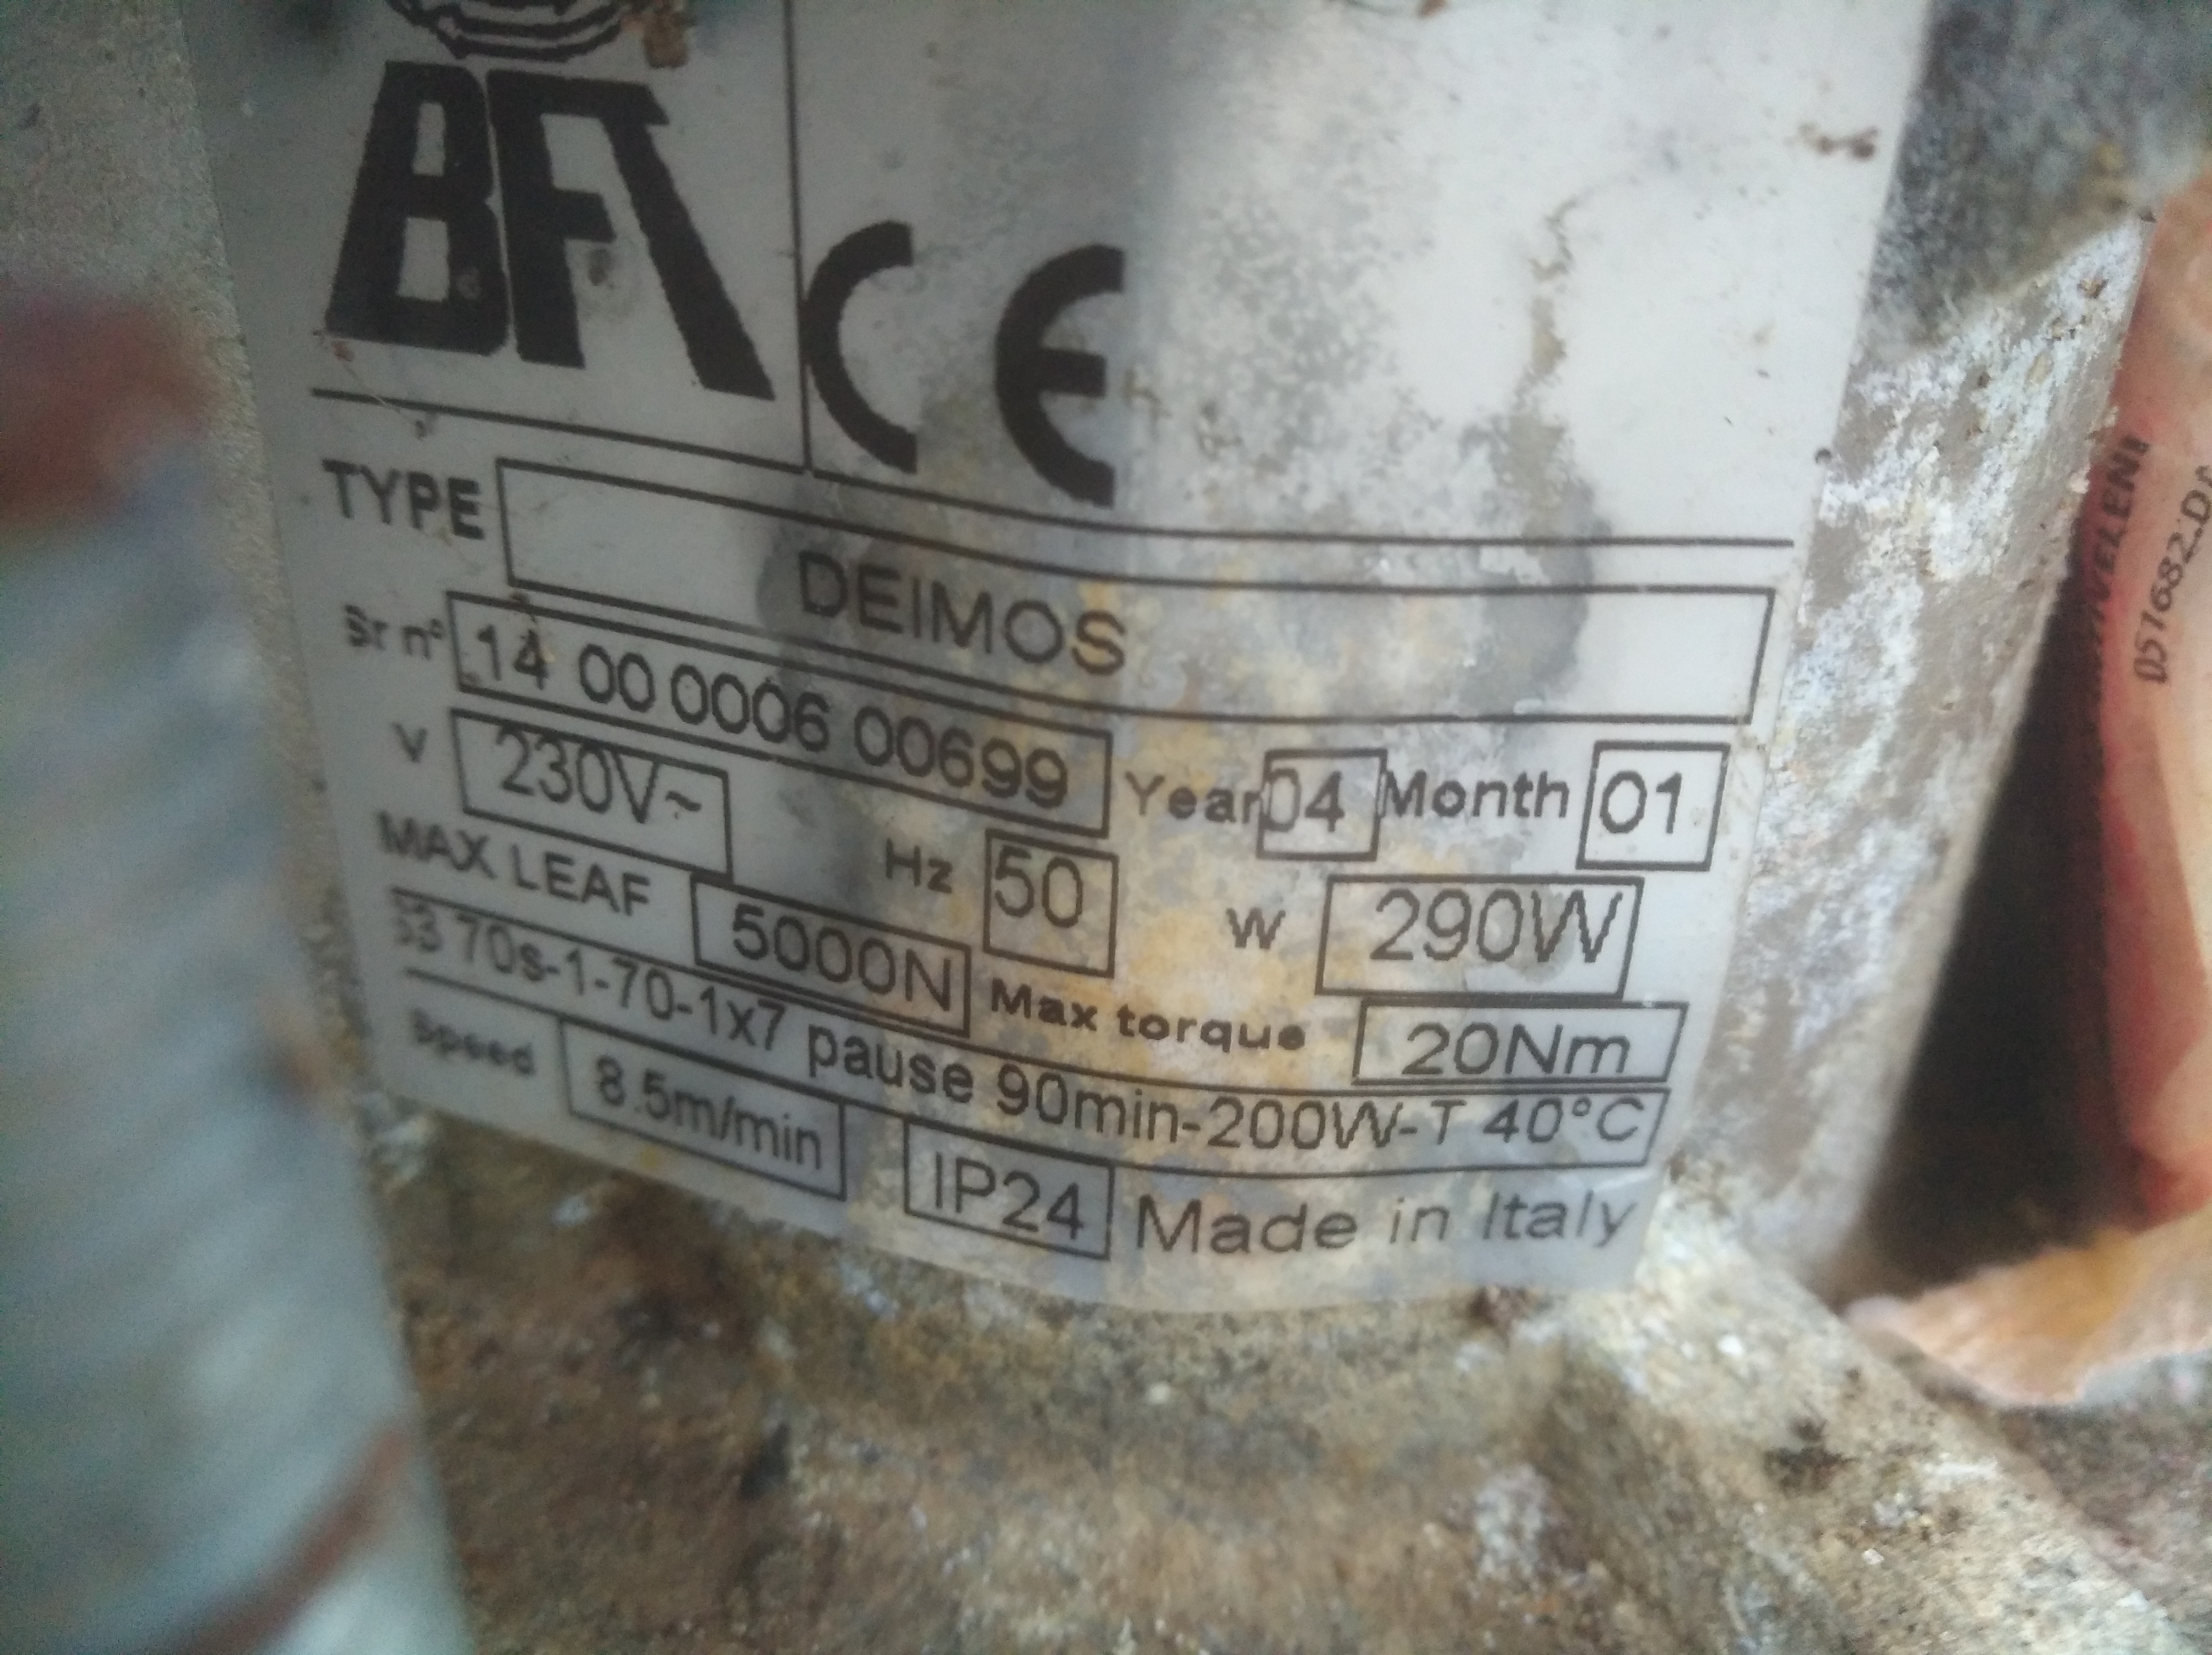 BFT
CE
TYPE DEIMOS
Sr n° 14 00 0006 00699 Year 04 Month 01
V 230V~ Hz 50 W 290W
MAX LEAF 5000N Max torque 20Nm
S3 70s-1-70-1x7 pause 90min-200W-T 40°C
Speed 8.5m/min IP24 Made in Italy